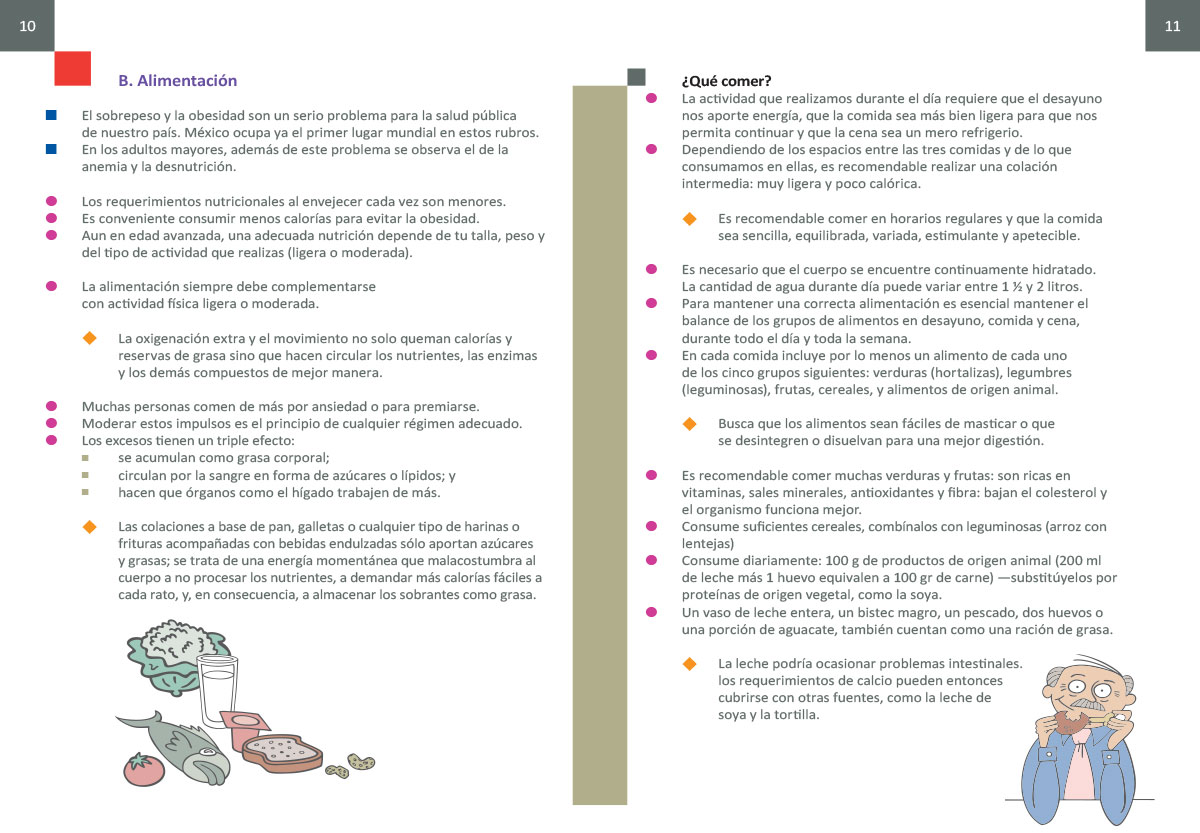 10
B. Alimentación
El sobrepeso y la obesidad son un serio problema para la salud pública
de nuestro país. México ocupa ya el primer lugar mundial en estos rubros.
En los adultos mayores, además de este problema se observa el de la
anemia y la desnutrición.
Los requerimientos nutricionales al envejecer cada vez son menores.
Es conveniente consumir menos calorías para evitar la obesidad.
Aun en edad avanzada, una adecuada nutrición depende de tu talla, peso y
del tipo de actividad que realizas (ligera o moderada).
La alimentación siempre debe complementarse
con actividad física ligera o moderada.
La oxigenación extra y el movimiento no solo queman calorías y
reservas de grasa sino que hacen circular los nutrientes, las enzimas
y los demás compuestos de mejor manera.
Muchas personas comen de más por ansiedad o para premiarse.
Moderar estos impulsos es el principio de cualquier régimen adecuado.
Los excesos tienen un triple efecto:
se acumulan como grasa corporal;
circulan por la sangre en forma de azúcares o lípidos; y
hacen que órganos como el hígado trabajen de más.
Las colaciones a base de pan, galletas o cualquier tipo de harinas o
frituras acompañadas con bebidas endulzadas sólo aportan azúcares
y grasas; se trata de una energía momentánea que malacostumbra al
cuerpo a no procesar los nutrientes, a demandar más calorías fáciles a
cada rato, y, en consecuencia, a almacenar los sobrantes como grasa.
11
¿Qué comer?
La actividad que realizamos durante el día requiere que el desayuno
nos aporte energía, que la comida sea más bien ligera para que nos
permita continuar y que la cena sea un mero refrigerio.
Dependiendo de los espacios entre las tres comidas y de lo que
consumamos en ellas, es recomendable realizar una colación
intermedia: muy ligera y poco calórica.
Es recomendable comer en horarios regulares y que la comida
sea sencilla, equilibrada, variada, estimulante y apetecible.
Es necesario que el cuerpo se encuentre continuamente hidratado.
La cantidad de agua durante día puede variar entre 1 ½ y 2 litros.
Para mantener una correcta alimentación es esencial mantener el
balance de los grupos de alimentos en desayuno, comida y cena,
durante todo el día y toda la semana.
En cada comida incluye por lo menos un alimento de cada uno
de los cinco grupos siguientes: verduras (hortalizas), legumbres
(leguminosas), frutas, cereales, y alimentos de origen animal.
Busca que los alimentos sean fáciles de masticar o que
se desintegren o disuelvan para una mejor digestión.
Es recomendable comer muchas verduras y frutas: son ricas en
vitaminas, sales minerales, antioxidantes y fibra: bajan el colesterol y
el organismo funciona mejor.
Consume suficientes cereales, combínalos con leguminosas (arroz con
lentejas)
Consume diariamente: 100 g de productos de origen animal (200 ml
de leche más 1 huevo equivalen a 100 gr de carne) —substitúyelos por
proteínas de origen vegetal, como la soya.
Un vaso de leche entera, un bistec magro, un pescado, dos huevos o
una porción de aguacate, también cuentan como una ración de grasa.
La leche podría ocasionar problemas intestinales.
los requerimientos de calcio pueden entonces
cubrirse con otras fuentes, como la leche de
soya y la tortilla.